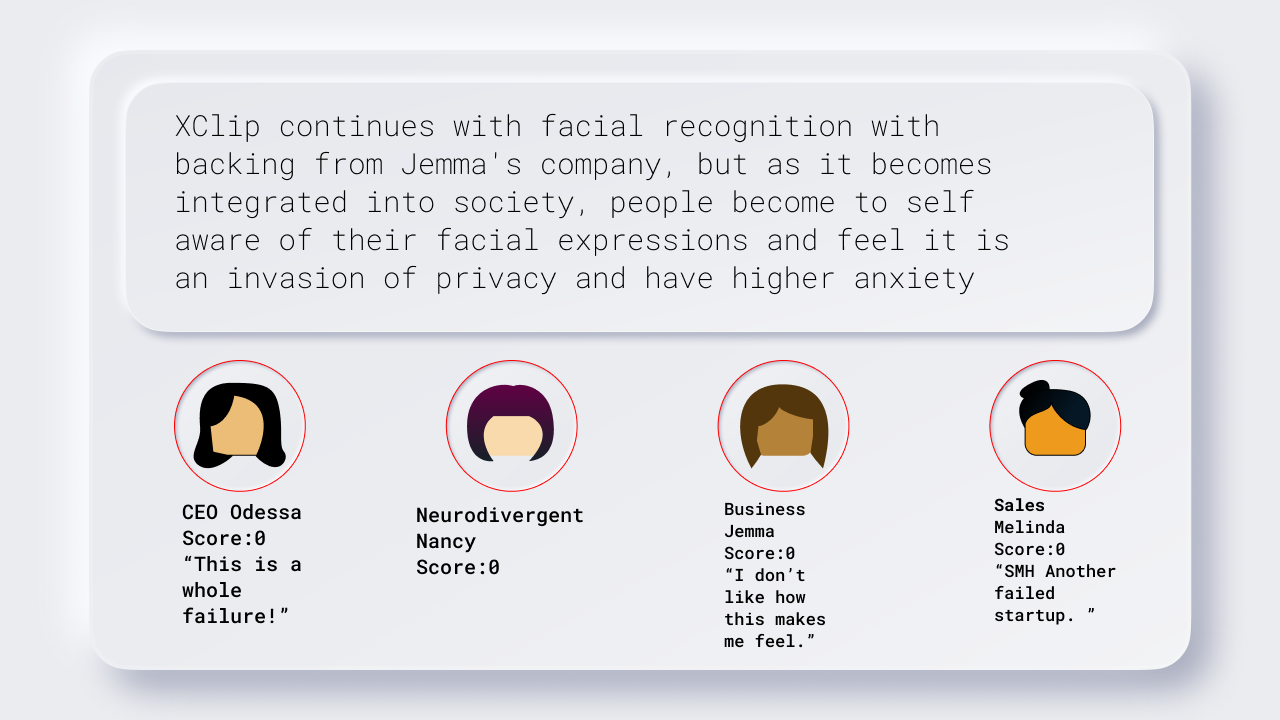 XClip continues with facial recognition with
backing from Jemma's company, but as it becomes
integrated into society, people become to self
aware of their facial expressions and feel it is
an invasion of privacy and have higher anxiety
CEO Odessa
Score:0
“This is a
whole
failure!”
Neurodivergent
Nancy
Score:0
Business
Jemma
Score:0
“I don’t
like how
this makes
me feel.”
Sales
Melinda
Score:0
“SMH Another
failed
startup. ”